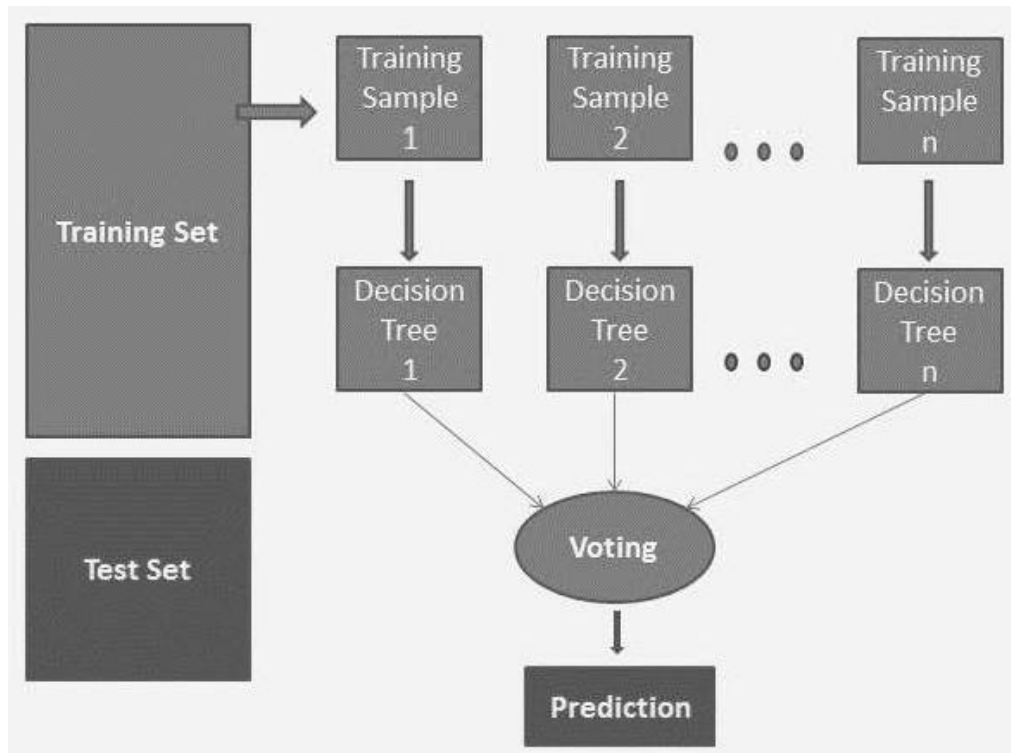 Training Set
Test Set
Training
Sample
1
Training
Sample
2
Training
Sample
n
Decision
Tree
1
Decision
Tree
2
Decision
Tree
n
Voting
Prediction